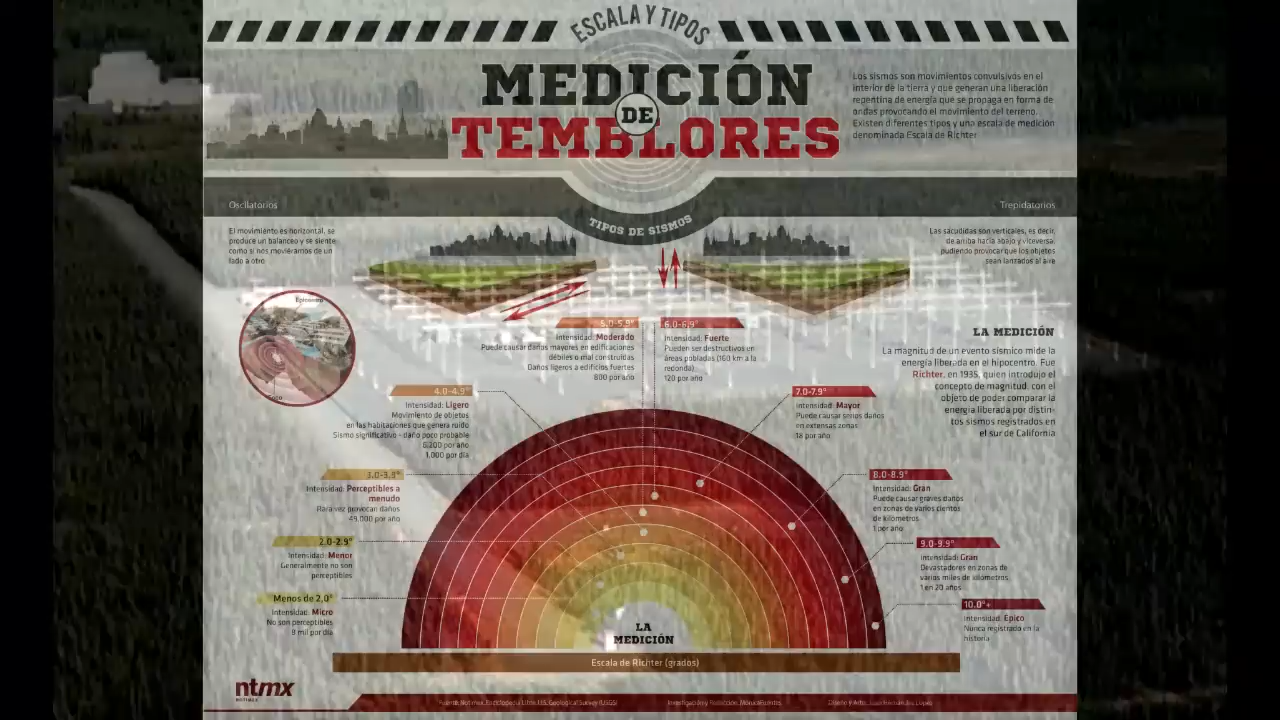 ESCALA Y TIPOS
MEDICIÓN
DE
TEMBLORES
Los sismos son movimientos convulsivos en el
interior de la tierra y que generan una liberación
repentina de energía que se propaga en forma de
ondas provocando el movimiento del terreno.
Existen diferentes tipos y una escala de medición
denominada Escala de Richter
Oscilatorios
Trepidatorios
TIPOS DE SISMOS
El movimiento es horizontal, se
produce un balanceo y se siente
como si nos moviéramos de un
lado a otro
Las sacudidas son verticales, es decir,
de arriba hacia abajo y viceversa,
pudiendo provocar que los objetos
sean lanzados al aire
Epicentro
Foco
5.0-5.9°
Intensidad: Moderado
Puede causar daños mayores en edificaciones
débiles o mal construidas
Daños ligeros a edificios fuertes
800 por año
6.0-6.9°
Intensidad: Fuerte
Pueden ser destructivos en
áreas pobladas (160 km a la
redonda)
120 por año
LA MEDICIÓN
La magnitud de un evento sísmico mide la
energía liberada en el hipocentro. Fue
Richter, en 1935, quien introdujo el
concepto de magnitud, con el
objeto de poder comparar la
energía liberada por distin-
tos sismos registrados en
el sur de California
4.0-4.9°
Intensidad: Ligero
Movimiento de objetos
en las habitaciones que genera ruido
Sismo significativo - daño poco probable
6,200 por año
1,000 por día
7.0-7.9°
Intensidad: Mayor
Puede causar serios daños
en extensas zonas
18 por año
3.0-3.9°
Intensidad: Perceptibles a
menudo
Rara vez provocan daños
49,000 por año
8.0-8.9°
Intensidad: Gran
Puede causar graves daños
en zonas de varios cientos
de kilómetros
1 por año
2.0-2.9°
Intensidad: Menor
Generalmente no son
perceptibles
9.0-9.9°
Intensidad: Gran
Devastadores en zonas de
varios miles de kilómetros
1 en 20 años
Menos de 2,0°
Intensidad: Micro
No son perceptibles
8 mil por día
10.0°+
Intensidad: Épico
Nunca registrado en la
historia
LA
MEDICIÓN
Escala de Richter (grados)
ntmx
NOTIMEX